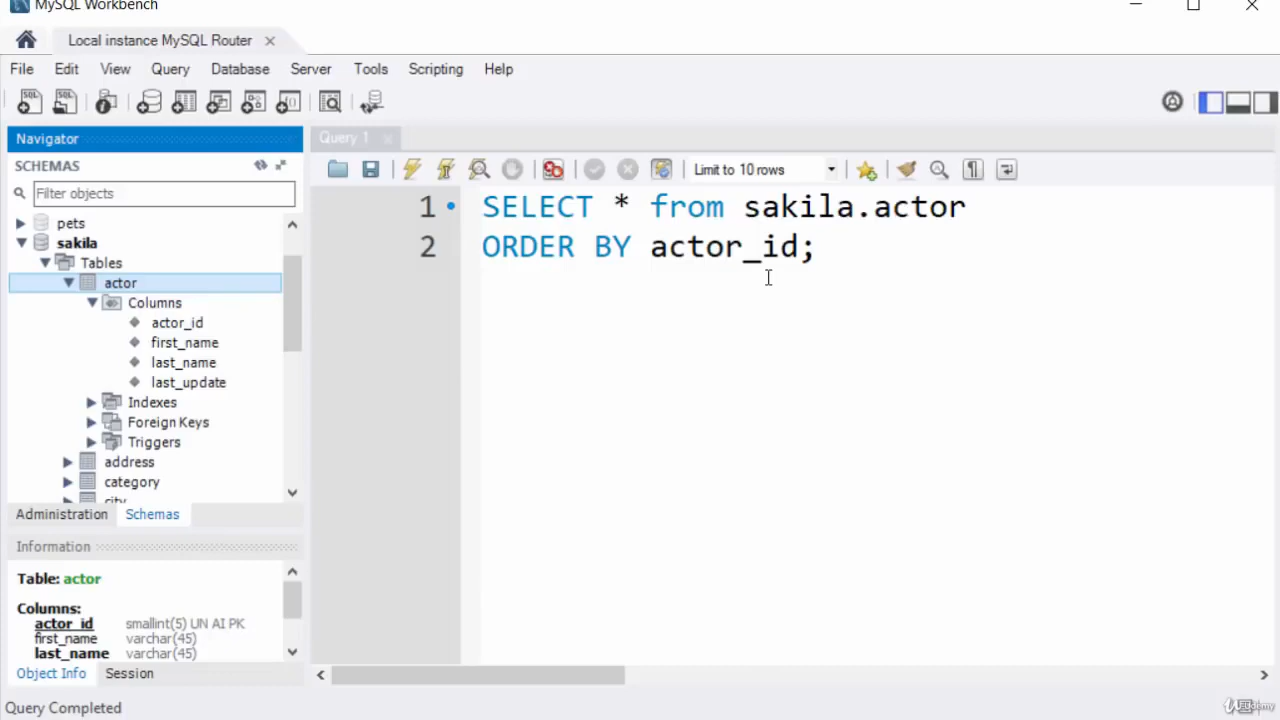 MySQL Workbench
Local instance MySQL Router
File Edit View Query Database Server Tools Scripting Help
Navigator
SCHEMAS
Filter objects
pets
sakila
Tables
actor
Columns
actor_id
first_name
last_name
last_update
Indexes
Foreign Keys
Triggers
address
category
city
Administration Schemas
Information
Table: actor
Columns:
actor_id smallint(5) UN AI PK
first_name varchar(45)
last_name varchar(45)
Object Info Session
Query Completed
Query 1
Limit to 10 rows
1 SELECT * from sakila.actor
2 ORDER BY actor_id;